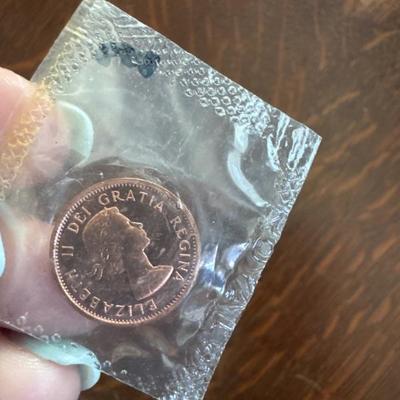 ELIZABETH II DEI GRATIA REGINA